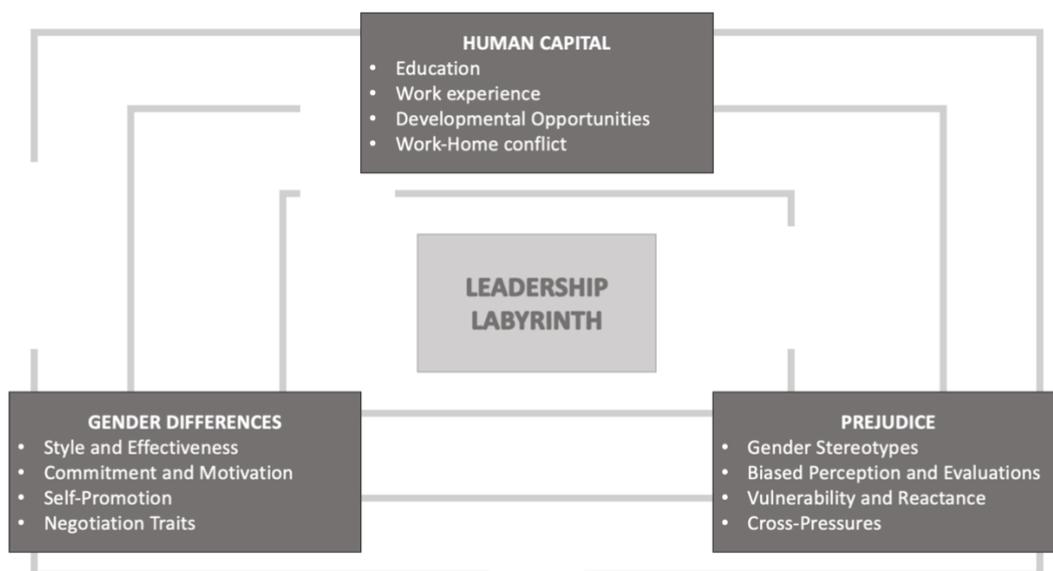 HUMAN CAPITAL
• Education
• Work experience
• Developmental Opportunities
• Work-Home conflict
LEADERSHIP
LABYRINTH
GENDER DIFFERENCES
• Style and Effectiveness
• Commitment and Motivation
• Self-Promotion
• Negotiation Traits
PREJUDICE
• Gender Stereotypes
• Biased Perception and Evaluations
• Vulnerability and Reactance
• Cross-Pressures